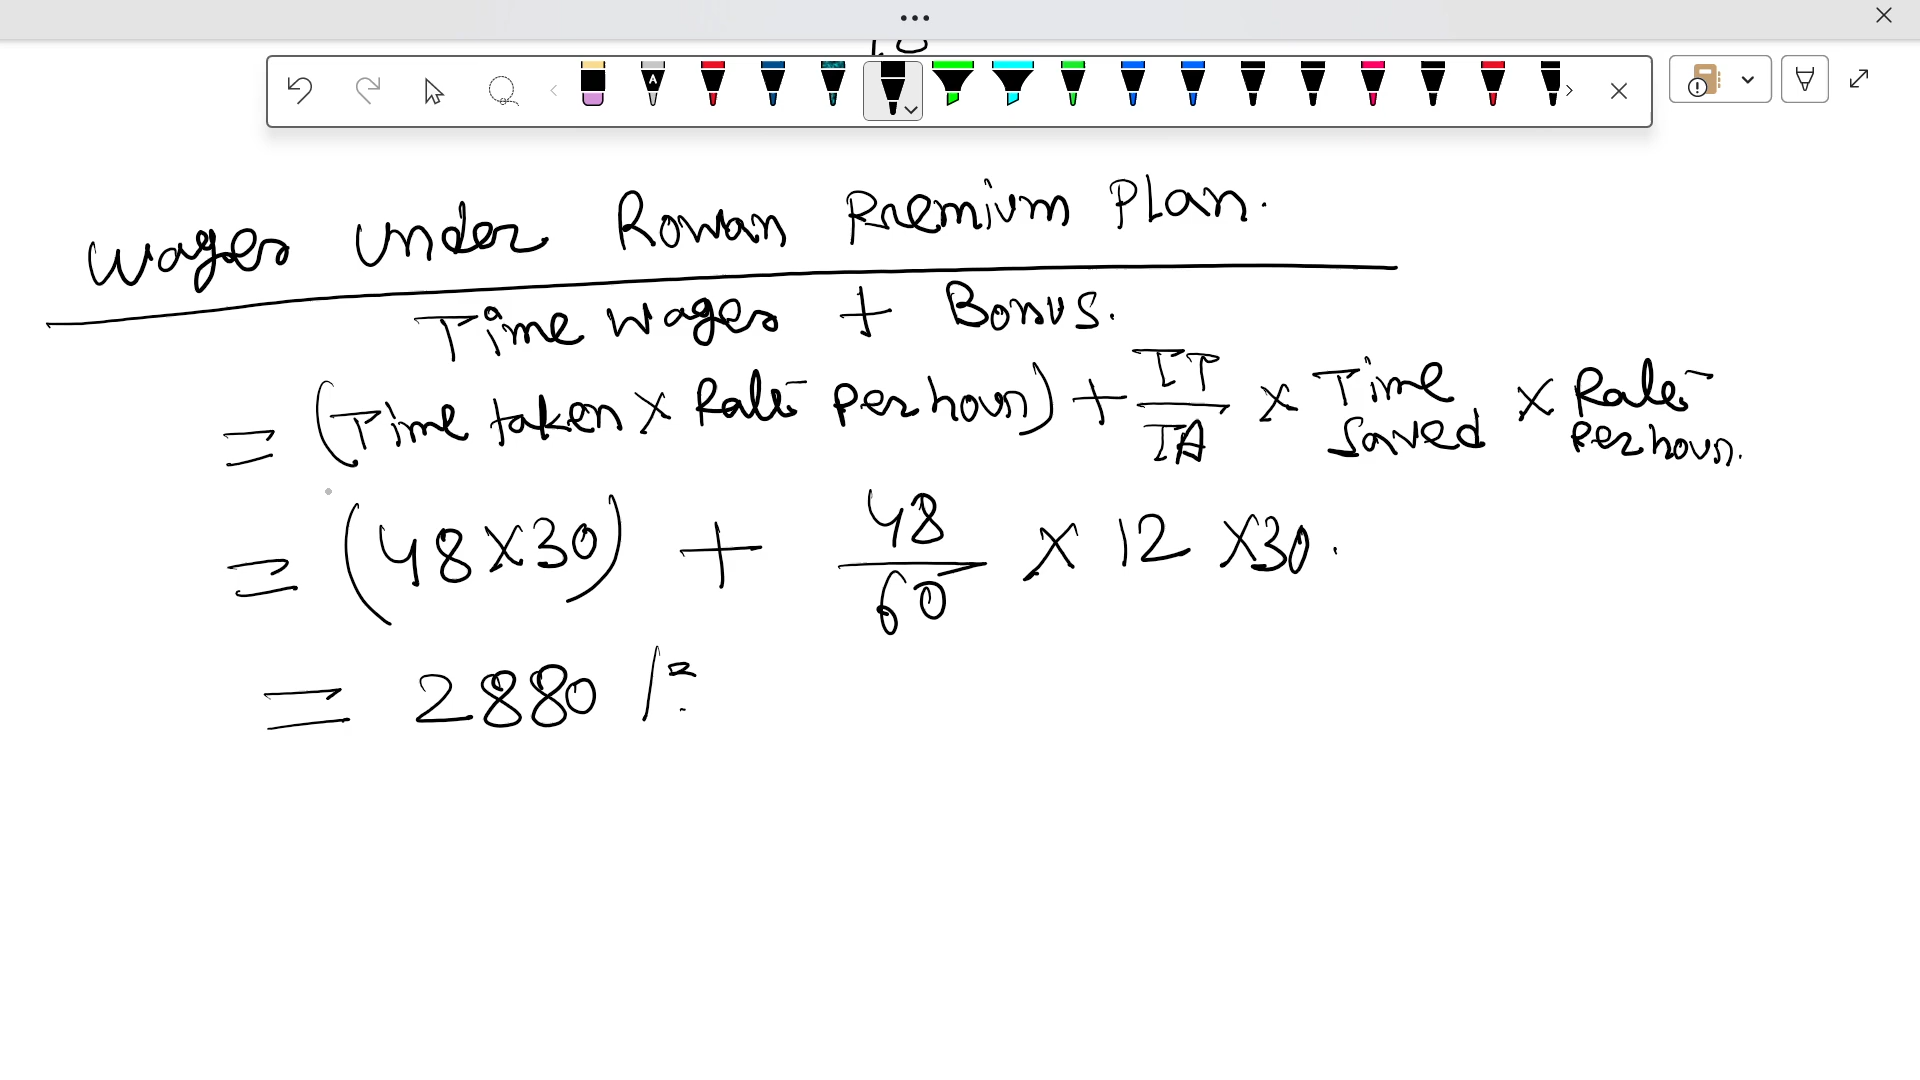 Wages under Rowan Premium Plan.
Time wages + Bonus.
= (Time taken X Rate per hour) + TT/TA × Time saved × Rate per hour.
= (48X30) + 48/60 × 12 X30.
= 2880 /=